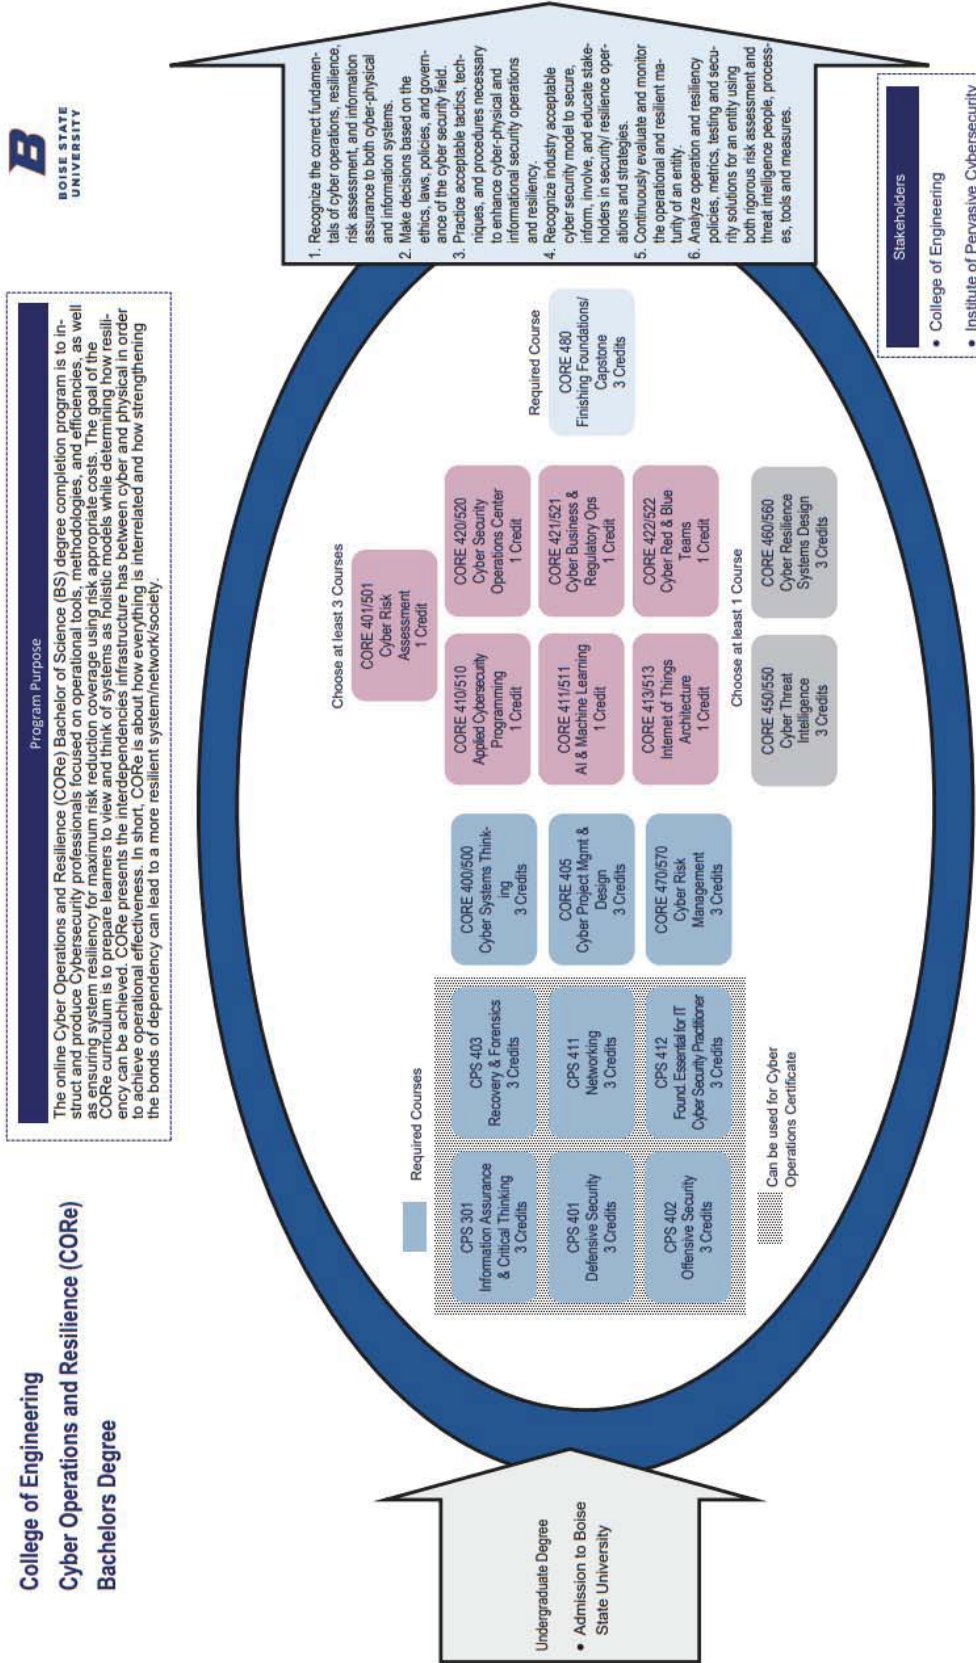 College of Engineering
Cyber Operations and Resilience (CORe)
Bachelors Degree
Program Purpose
The online Cyber Operations and Resilience (CORe) Bachelor of Science (BS) degree completion program is to in-
struct and produce Cybersecurity professionals focused on operational tools, methodologies, and efficiencies, as well
as ensuring system resiliency for maximum risk reduction coverage using risk appropriate costs. The goal of the
CORe curriculum is to prepare learners to view and think of systems as holistic models while determining how resili-
ency can be achieved. CORe presents the interdependencies infrastructure has between cyber and physical in order
to achieve operational effectiveness. In short, CORe is about how everything is interrelated and how strengthening
the bonds of dependency can lead to a more resilient system/network/society.
B
BOISE STATE
UNIVERSITY
Undergraduate Degree
• Admission to Boise
State University
Required Courses
CPS 301
Information Assurance
& Critical Thinking
3 Credits
CPS 403
Recovery & Forensics
3 Credits
CPS 401
Defensive Security
3 Credits
CPS 411
Networking
3 Credits
CPS 402
Offensive Security
3 Credits
CPS 412
Found. Essential for IT
Cyber Security Practitioner
3 Credits
Can be used for Cyber
Operations Certificate
CORE 400/500
Cyber Systems Think-
ing
3 Credits
CORE 405
Cyber Project Mgmt &
Design
3 Credits
CORE 470/570
Cyber Risk
Management
3 Credits
Choose at least 3 Courses
CORE 401/501
Cyber Risk
Assessment
1 Credit
CORE 410/510
Applied Cybersecurity
Programming
1 Credit
CORE 420/520
Cyber Security
Operations Center
1 Credit
CORE 411/511
AI & Machine Learning
1 Credit
CORE 421/521
Cyber Business &
Regulatory Ops
1 Credit
CORE 413/513
Internet of Things
Architecture
1 Credit
CORE 422/522
Cyber Red & Blue
Teams
1 Credit
Choose at least 1 Course
CORE 450/550
Cyber Threat
Intelligence
3 Credits
CORE 460/560
Cyber Resilience
Systems Design
3 Credits
Required Course
CORE 480
Finishing Foundations/
Capstone
3 Credits
1. Recognize the correct fundamen-
tals of cyber operations, resilience,
risk assessment, and information
assurance to both cyber-physical
and information systems.
2. Make decisions based on the
ethics, laws, policies, and govern-
ance of the cyber security field.
3. Practice acceptable tactics, tech-
niques, and procedures necessary
to enhance cyber-physical and
informational security operations
and resiliency.
4. Recognize industry acceptable
cyber security model to secure,
inform, involve, and educate stake-
holders in security/ resilience oper-
ations and strategies.
5. Continuously evaluate and monitor
the operational and resilient ma-
turity of an entity.
6. Analyze operation and resiliency
policies, metrics, testing and secu-
rity solutions for an entity using
both rigorous risk assessment and
threat intelligence people, process-
es, tools and measures.
Stakeholders
• College of Engineering
• Institute of Pervasive Cybersecurity